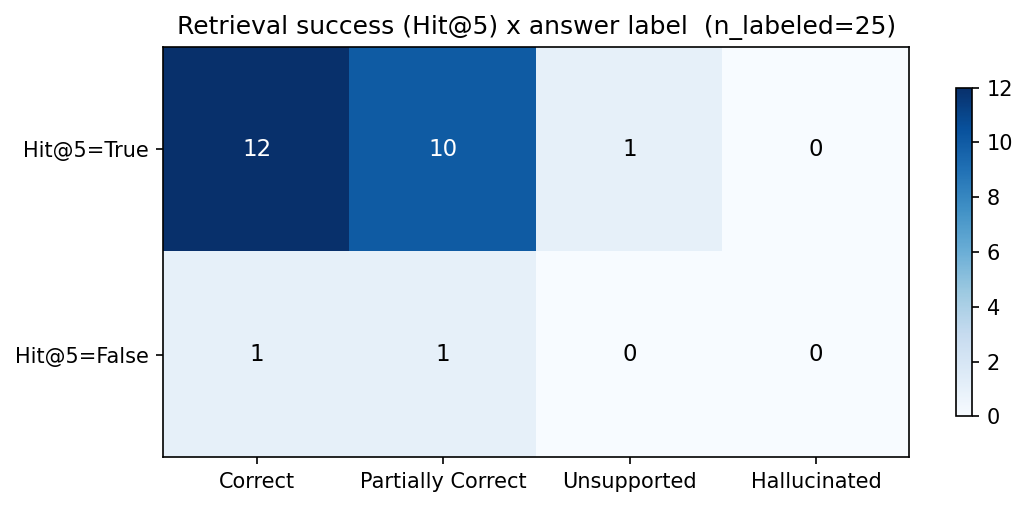 Retrieval success (Hit@5) x answer label  (n_labeled=25)
Hit@5=True
12 10 1 0
Hit@5=False
1 1 0 0
Correct Partially Correct Unsupported Hallucinated
12
10
8
6
4
2
0